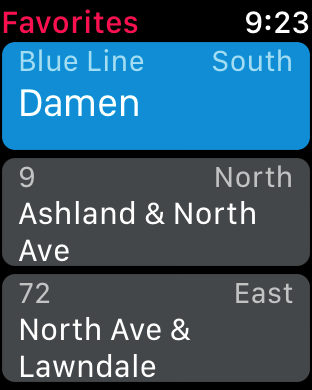 Favorites 9:23
Blue Line South
Damen
9 North
Ashland & North
Ave
72 East
North Ave &
Lawndale